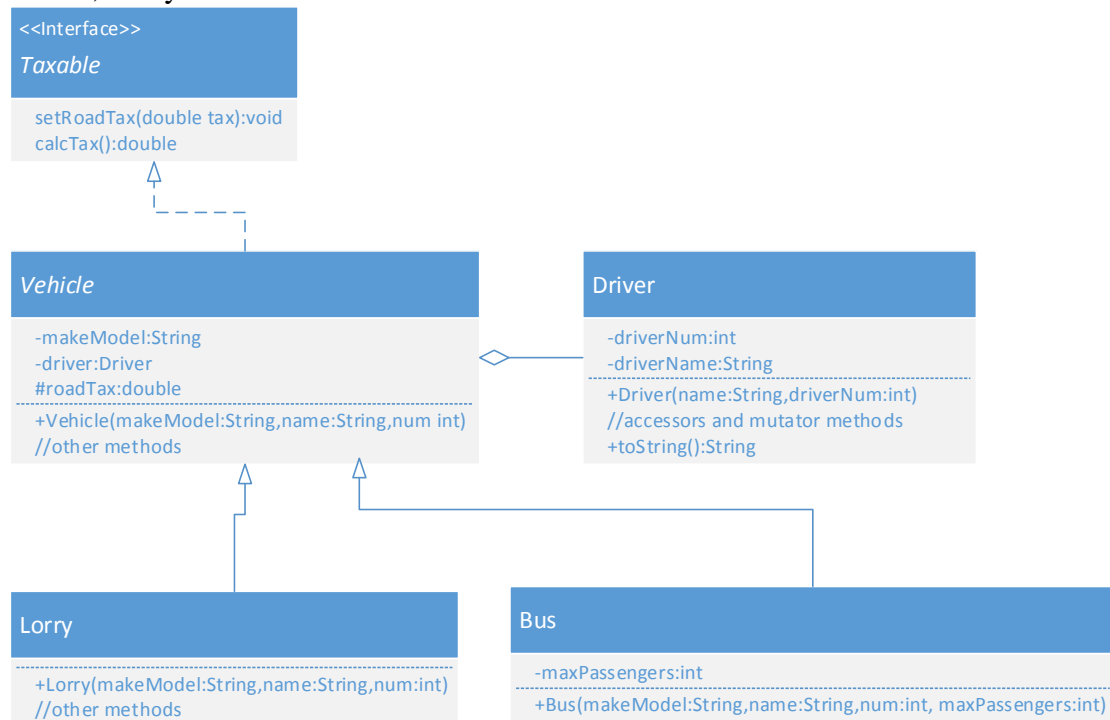 <<Interface>>
Taxable
setRoadTax(double tax):void
calcTax():double
Vehicle
-makeModel:String
-driver:Driver
#roadTax:double
+Vehicle(makeModel:String,name:String,num int)
//other methods
Driver
-driverNum:int
-driverName:String
+Driver(name:String,driverNum:int)
//accessors and mutator methods
+toString():String
Lorry
+Lorry(makeModel:String,name:String,num:int)
//other methods
Bus
-maxPassengers:int
+Bus(makeModel:String,name:String,num:int, maxPassengers:int)